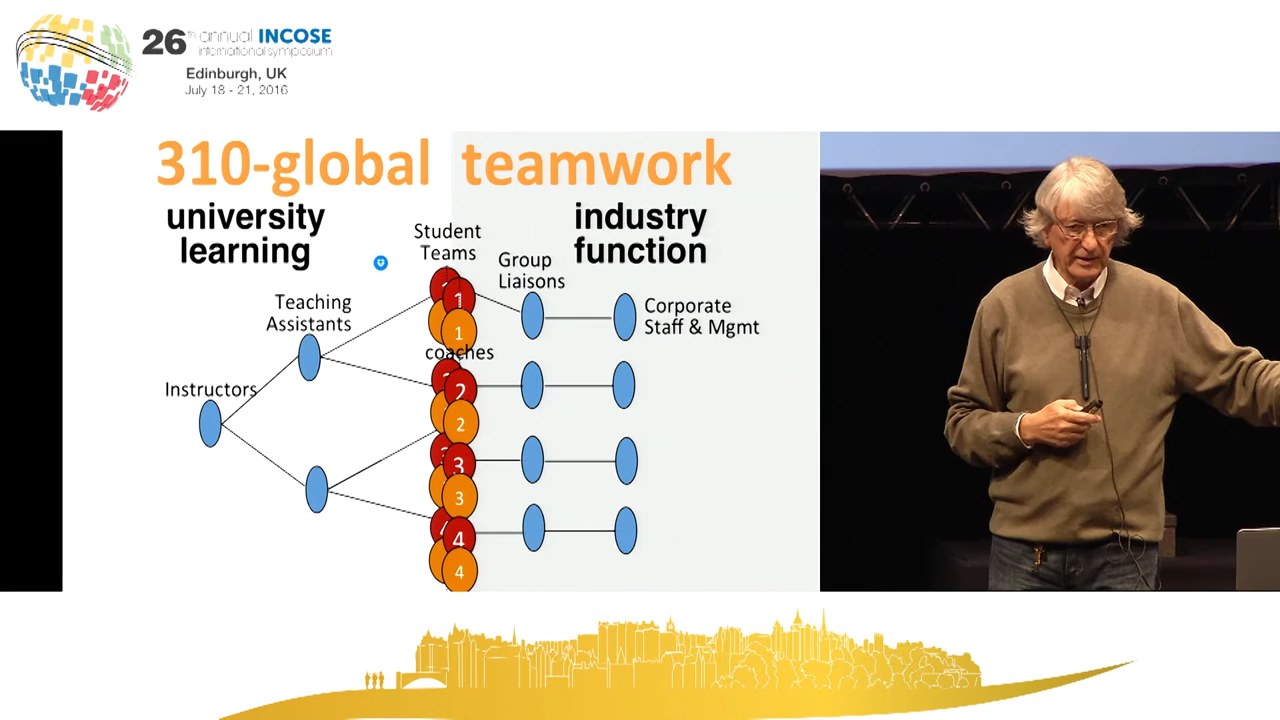 26th annual INCOSE
international symposium
Edinburgh, UK
July 18 - 21, 2016
310-global teamwork
university
learning
industry
function
Student
Teams
Group
Liaisons
Teaching
Assistants
Corporate
Staff & Mgmt
1
1
coaches
Instructors
2
2
3
3
4
4